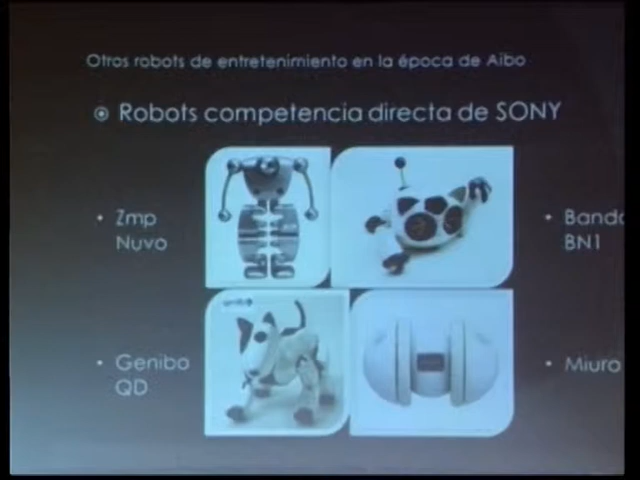 Otros robots de entretenimiento en la época de Aibo
Robots competencia directa de SONY
• Zmp
Nuvo
• Banda
BN1
• Genibo
QD
• Miuro